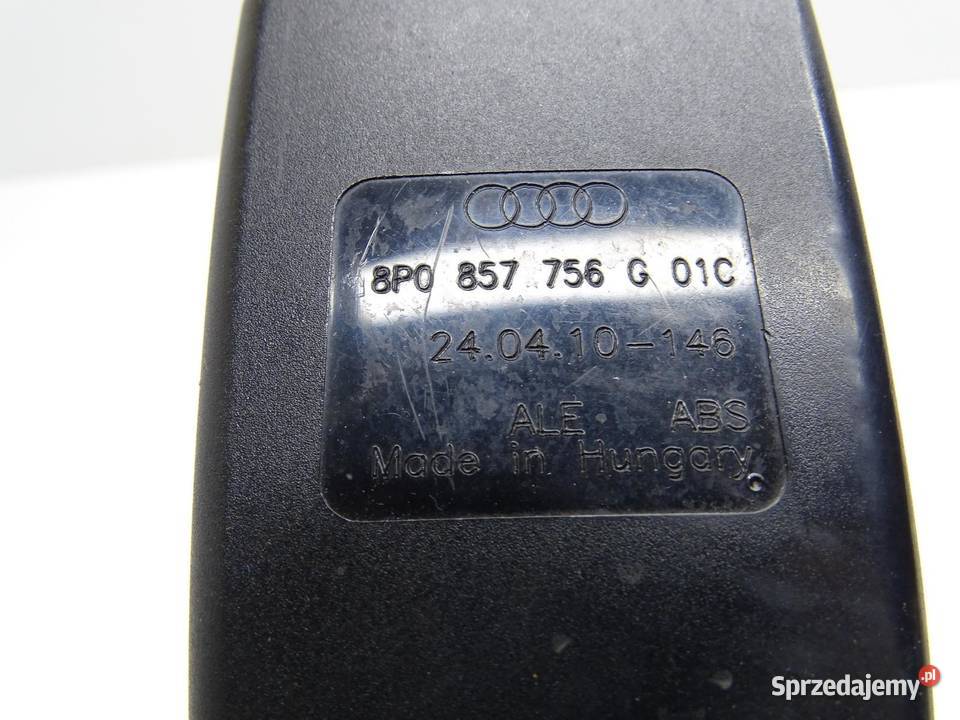 8P0 857 756 G 01C
24.04.10-146
ALE ABS
Made in Hungary
Sprzedajemy.pl